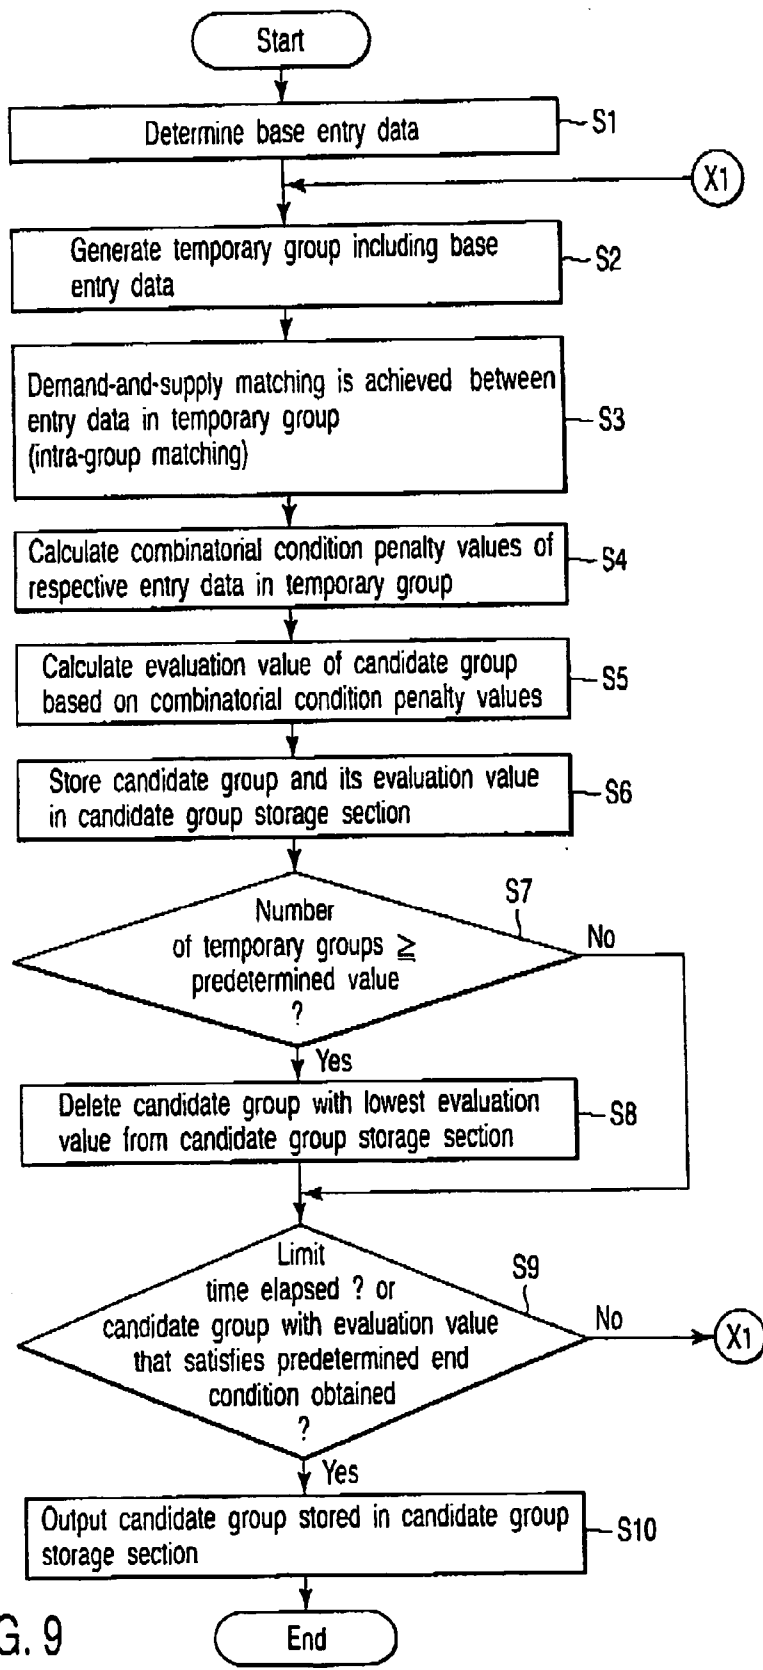 Start
Determine base entry data
S1
X1
Generate temporary group including base
entry data
S2
Demand-and-supply matching is achieved between
entry data in temporary group
(intra-group matching)
S3
Calculate combinatorial condition penalty values of
respective entry data in temporary group
S4
Calculate evaluation value of candidate group
based on combinatorial condition penalty values
S5
Store candidate group and its evaluation value
in candidate group storage section
S6
S7
Number
of temporary groups ≧
predetermined value
?
No
Yes
Delete candidate group with lowest evaluation
value from candidate group storage section
S8
S9
Limit
time elapsed ? or
candidate group with evaluation value
that satisfies predetermined end
condition obtained
?
No
X1
Yes
Output candidate group stored in candidate group
storage section
S10
End
G. 9